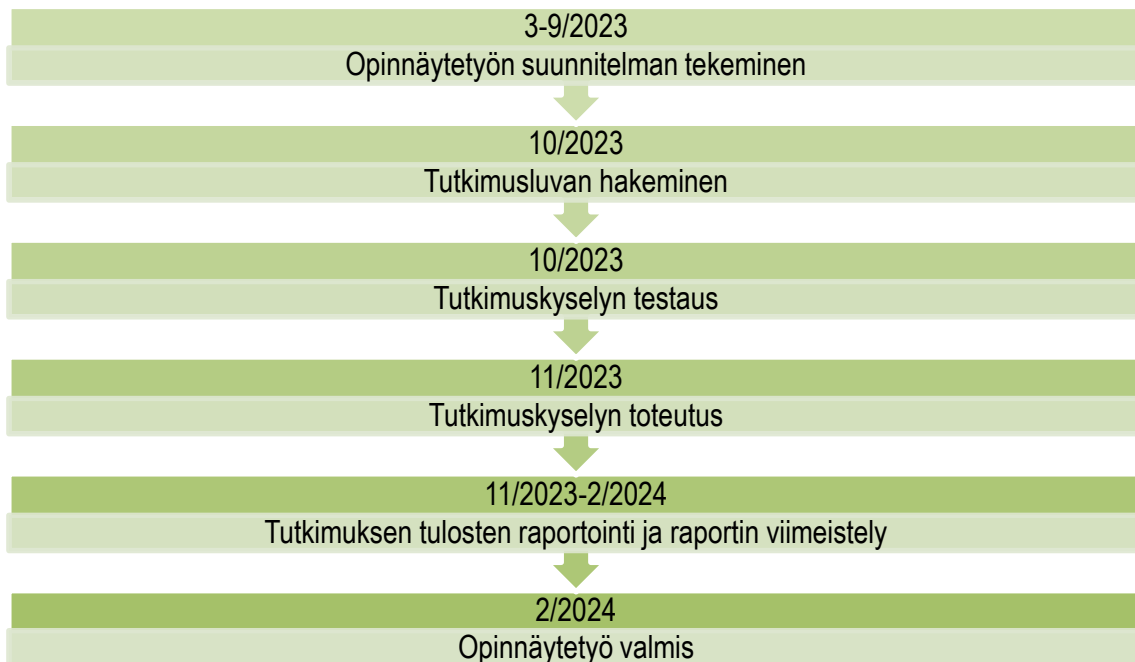 3-9/2023
Opinnäytetyön suunnitelman tekeminen
10/2023
Tutkimusluvan hakeminen
10/2023
Tutkimuskyselyn testaus
11/2023
Tutkimuskyselyn toteutus
11/2023-2/2024
Tutkimuksen tulosten raportointi ja raportin viimeistely
2/2024
Opinnäytetyö valmis